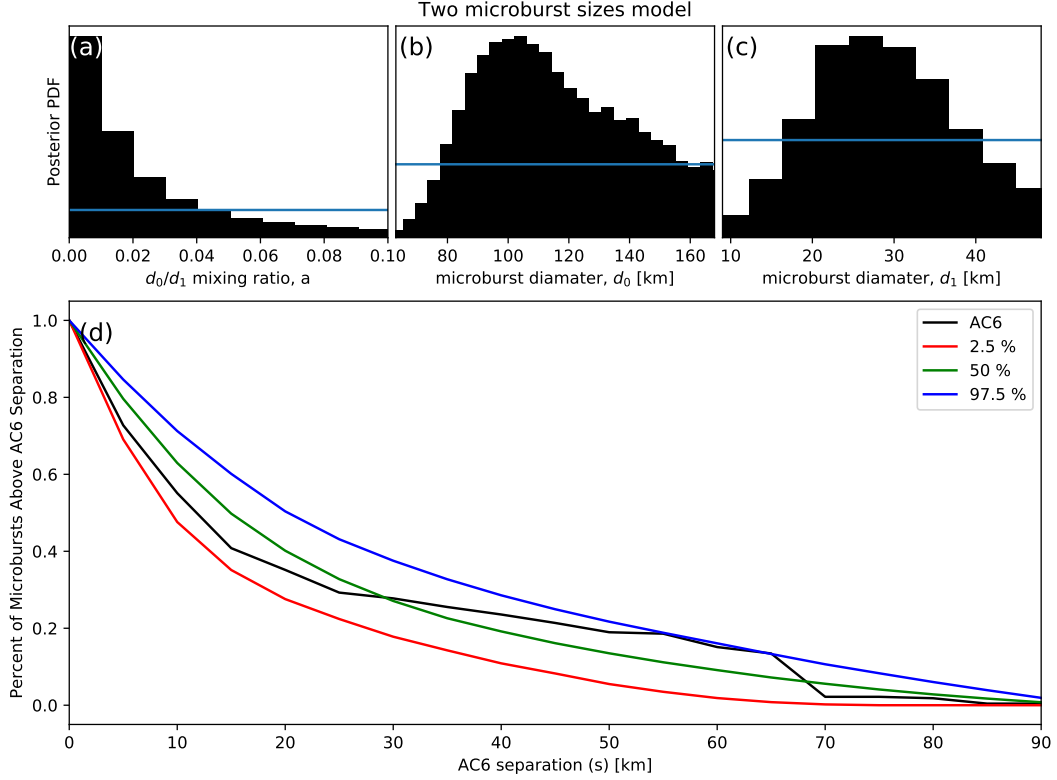 Two microburst sizes model
(a) (b) (c)
Posterior PDF
0.00 0.02 0.04 0.06 0.08 0.10 80 100 120 140 160 10 20 30 40
d0/d1 mixing ratio, a microburst diamater, d0 [km] microburst diamater, d1 [km]
(d)
AC6
2.5 %
50 %
97.5 %
Percent of Microbursts Above AC6 Separation
1.0
0.8
0.6
0.4
0.2
0.0
0 10 20 30 40 50 60 70 80 90
AC6 separation (s) [km]